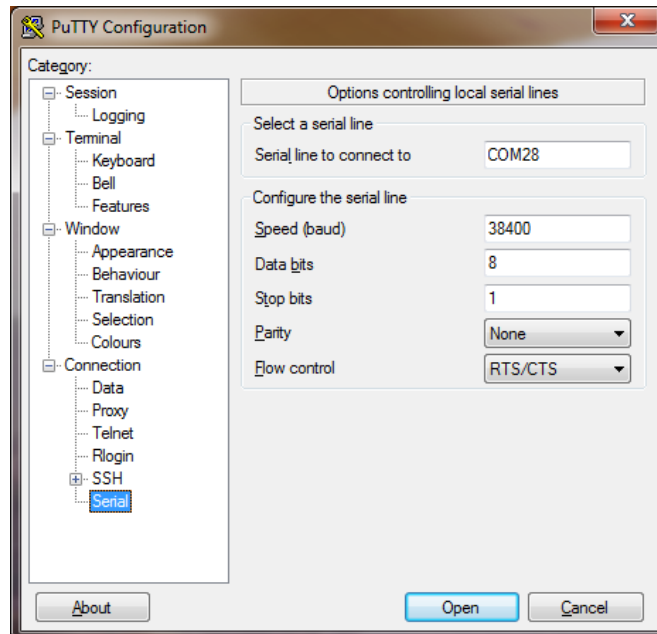 PuTTY Configuration
Category:
Session
Logging
Terminal
Keyboard
Bell
Features
Window
Appearance
Behaviour
Translation
Selection
Colours
Connection
Data
Proxy
Telnet
Rlogin
SSH
Serial
Options controlling local serial lines
Select a serial line
Serial line to connect to COM28
Configure the serial line
Speed (baud) 38400
Data bits 8
Stop bits 1
Parity None
Flow control RTS/CTS
About Open Cancel